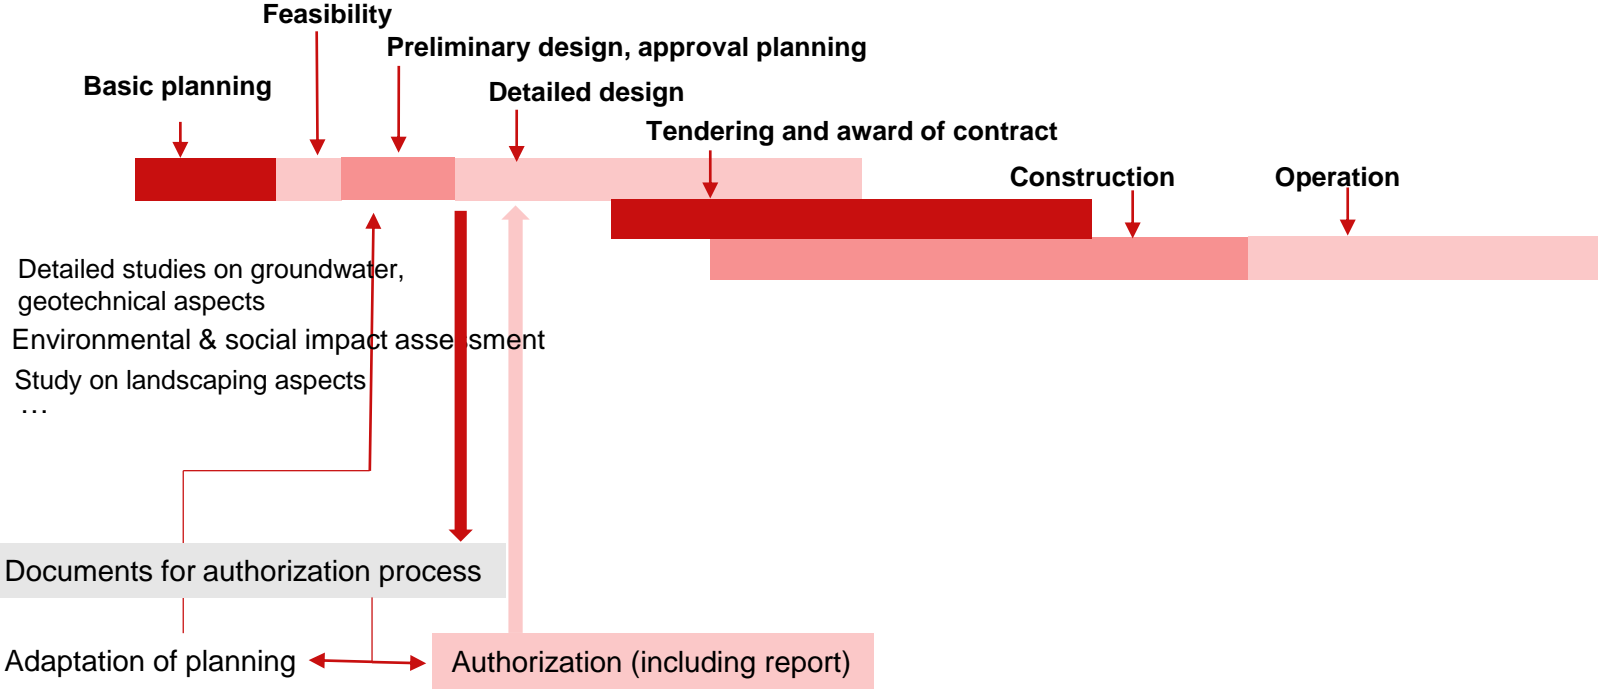 Feasibility
Preliminary design, approval planning
Basic planning
Detailed design
Tendering and award of contract
Construction
Operation
Detailed studies on groundwater,
geotechnical aspects
Environmental & social impact assessment
Study on landscaping aspects
…
Documents for authorization process
Adaptation of planning
Authorization (including report)